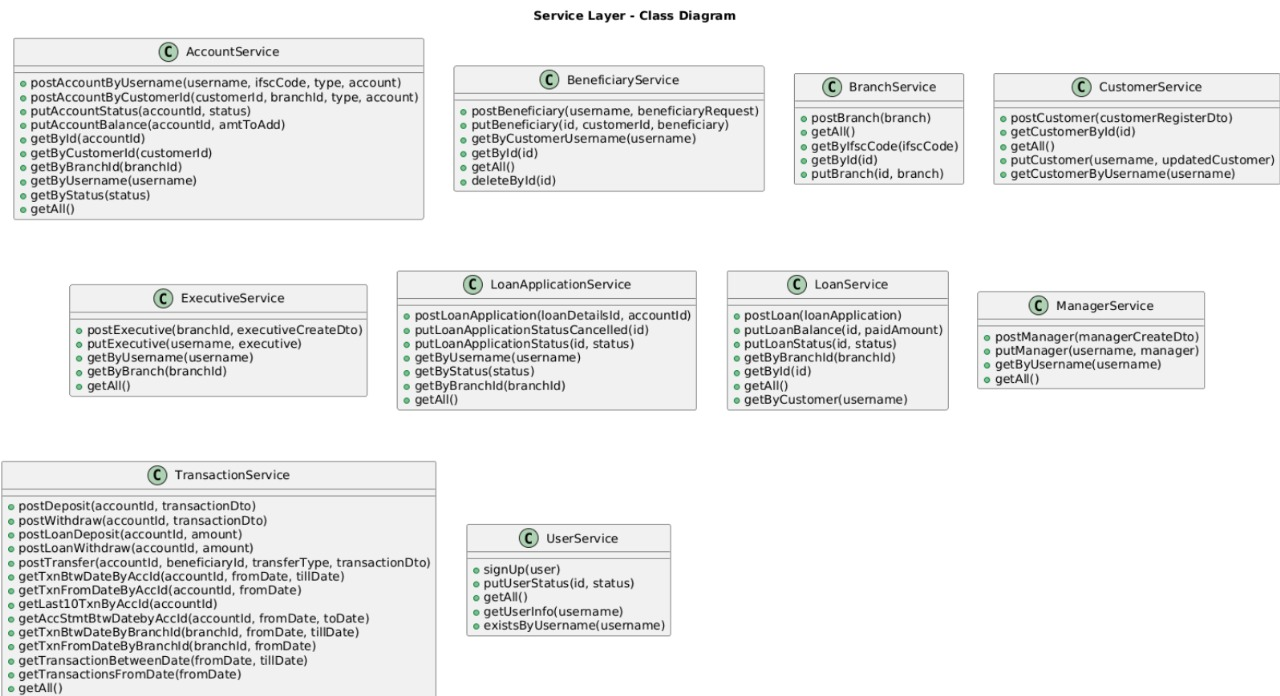 Service Layer - Class Diagram
C AccountService
postAccountByUsername(username, ifscCode, type, account)
postAccountByCustomerId(customerId, branchId, type, account)
putAccountStatus(accountId, status)
putAccountBalance(accountId, amtToAdd)
getById(accountId)
getByCustomerId(customerId)
getByBranchId(branchId)
getByUsername(username)
getByStatus(status)
getAll()
C BeneficiaryService
postBeneficiary(username, beneficiaryRequest)
putBeneficiary(id, customerId, beneficiary)
getByCustomerUsername(username)
getById(id)
getAll()
deleteById(id)
C BranchService
postBranch(branch)
getAll()
getByIfscCode(ifscCode)
getById(id)
putBranch(id, branch)
C CustomerService
postCustomer(customerRegisterDto)
getCustomerById(id)
getAll()
putCustomer(username, updatedCustomer)
getCustomerByUsername(username)
C ExecutiveService
postExecutive(branchId, executiveCreateDto)
putExecutive(username, executive)
getByUsername(username)
getByBranch(branchId)
getAll()
C LoanApplicationService
postLoanApplication(loanDetailsId, accountId)
putLoanApplicationStatusCancelled(id)
putLoanApplicationStatus(id, status)
getByUsername(username)
getByStatus(status)
getByBranchId(branchId)
getAll()
C LoanService
postLoan(loanApplication)
putLoanBalance(id, paidAmount)
putLoanStatus(id, status)
getByBranchId(branchId)
getById(id)
getAll()
getByCustomer(username)
C ManagerService
postManager(managerCreateDto)
putManager(username, manager)
getByUsername(username)
getAll()
C TransactionService
postDeposit(accountId, transactionDto)
postWithdraw(accountId, transactionDto)
postLoanDeposit(accountId, amount)
postLoanWithdraw(accountId, amount)
postTransfer(accountId, beneficiaryId, transferType, transactionDto)
getTxnBtwDateByAccId(accountId, fromDate, tillDate)
getTxnFromDateByAccId(accountId, fromDate)
getLast10TxnByAccId(accountId)
getAccStmtBtwDatebyAccId(accountId, fromDate, toDate)
getTxnBtwDateByBranchId(branchId, fromDate, tillDate)
getTxnFromDateByBranchId(branchId, fromDate)
getTransactionBetweenDate(fromDate, tillDate)
getTransactionsFromDate(fromDate)
getAll()
C UserService
signUp(user)
putUserStatus(id, status)
getAll()
getUserInfo(username)
existsByUsername(username)